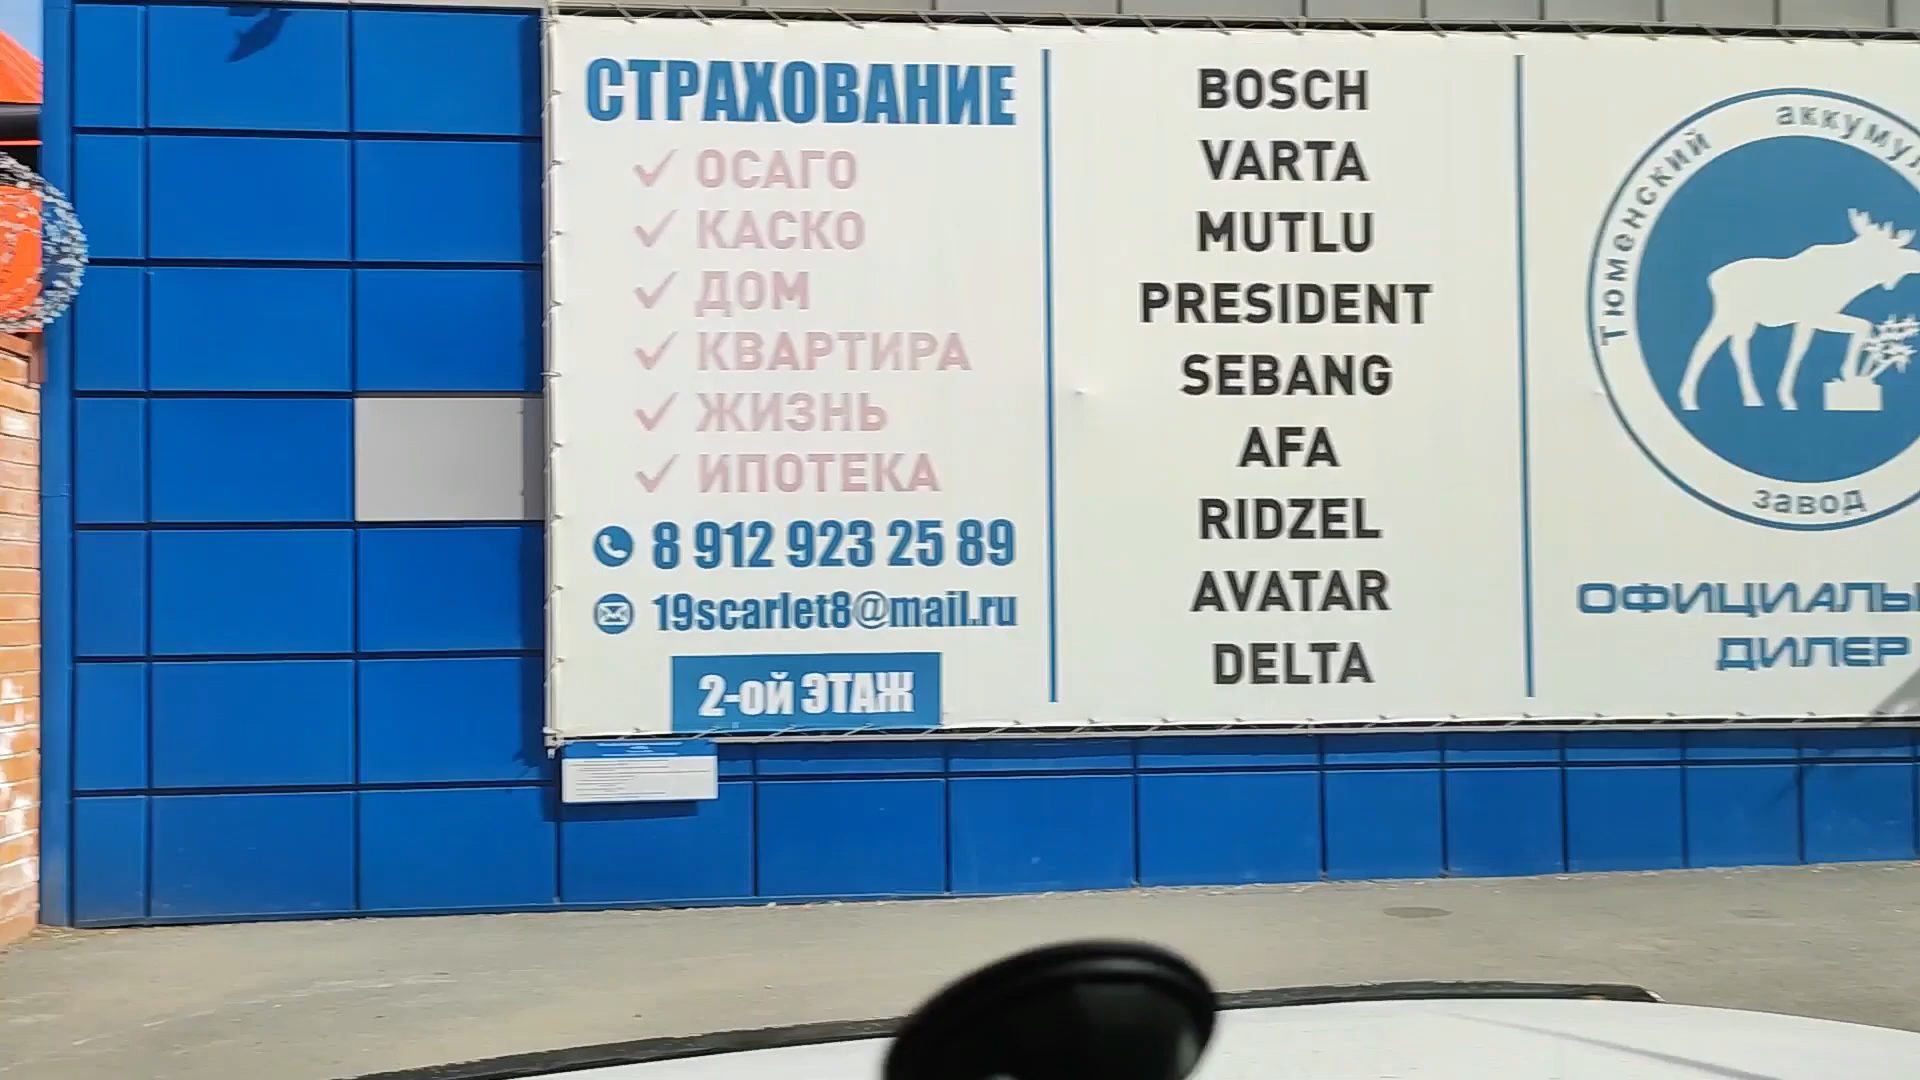 СТРАХОВАНИЕ
ОСАГО
КАСКО
ДОМ
КВАРТИРА
ЖИЗНЬ
ИПОТЕКА
8 912 923 25 89
19scarlet8@mail.ru
2-ой ЭТАЖ
BOSCH
VARTA
MUTLU
PRESIDENT
SEBANG
AFA
RIDZEL
AVATAR
DELTA
Тюменский аккумул
завод
ОФИЦИАЛЬ
ДИЛЕР